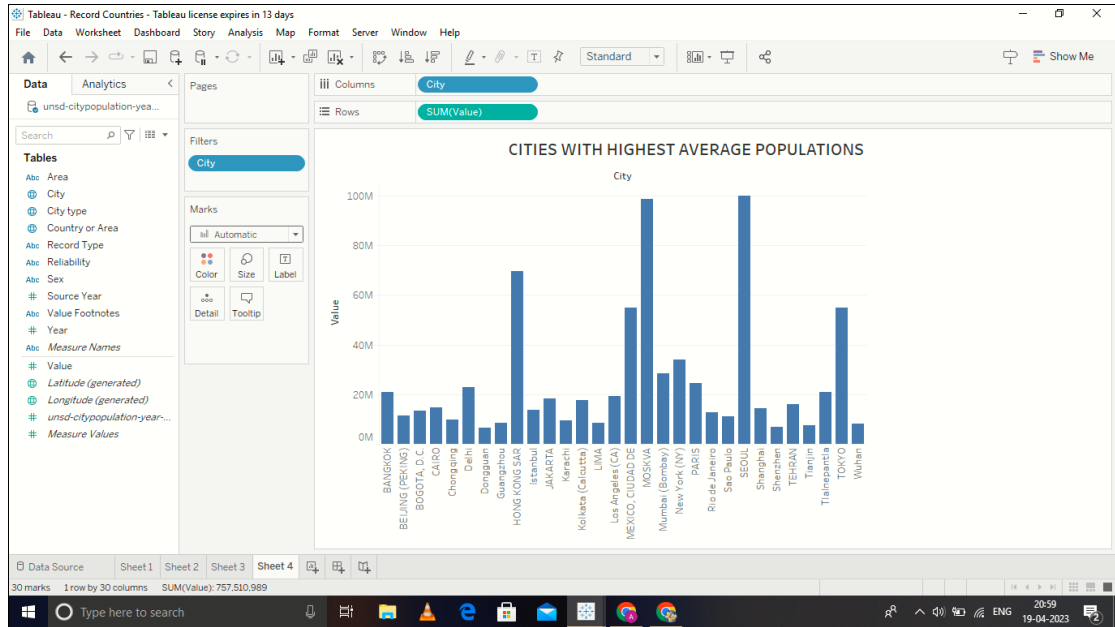 Tableau - Record Countries - Tableau license expires in 13 days
File Data Worksheet Dashboard Story Analysis Map Format Server Window Help
Standard
Show Me
Data Analytics
unsd-citypopulation-yea...
Search
Tables
Abc Area
City
City type
Country or Area
Abc Record Type
Abc Reliability
Abc Sex
# Source Year
Abc Value Footnotes
# Year
Abc Measure Names
# Value
Latitude (generated)
Longitude (generated)
# unsd-citypopulation-year-...
# Measure Values
Pages
Filters
City
Marks
Automatic
Color Size Label
Detail Tooltip
Columns City
Rows SUM(Value)
CITIES WITH HIGHEST AVERAGE POPULATIONS
City
Value
100M
80M
60M
40M
20M
0M
BANGKOK
BEIJING (PEKING)
BOGOTA, D.C.
CAIRO
Chongqing
Delhi
Dongguan
Guangzhou
HONG KONG SAR
Istanbul
JAKARTA
Karachi
Kolkata (Calcutta)
LIMA
Los Angeles (CA)
MEXICO, CIUDAD DE
MOSKVA
Mumbai (Bombay)
New York (NY)
PARIS
Rio de Janeiro
Sao Paulo
SEOUL
Shanghai
Shenzhen
TEHRAN
Tianjin
Tlalnepantla
TOKYO
Wuhan
Data Source Sheet 1 Sheet 2 Sheet 3 Sheet 4
30 marks 1 row by 30 columns SUM(Value): 757,510,989
Type here to search
ENG
20:59
19-04-2023
2